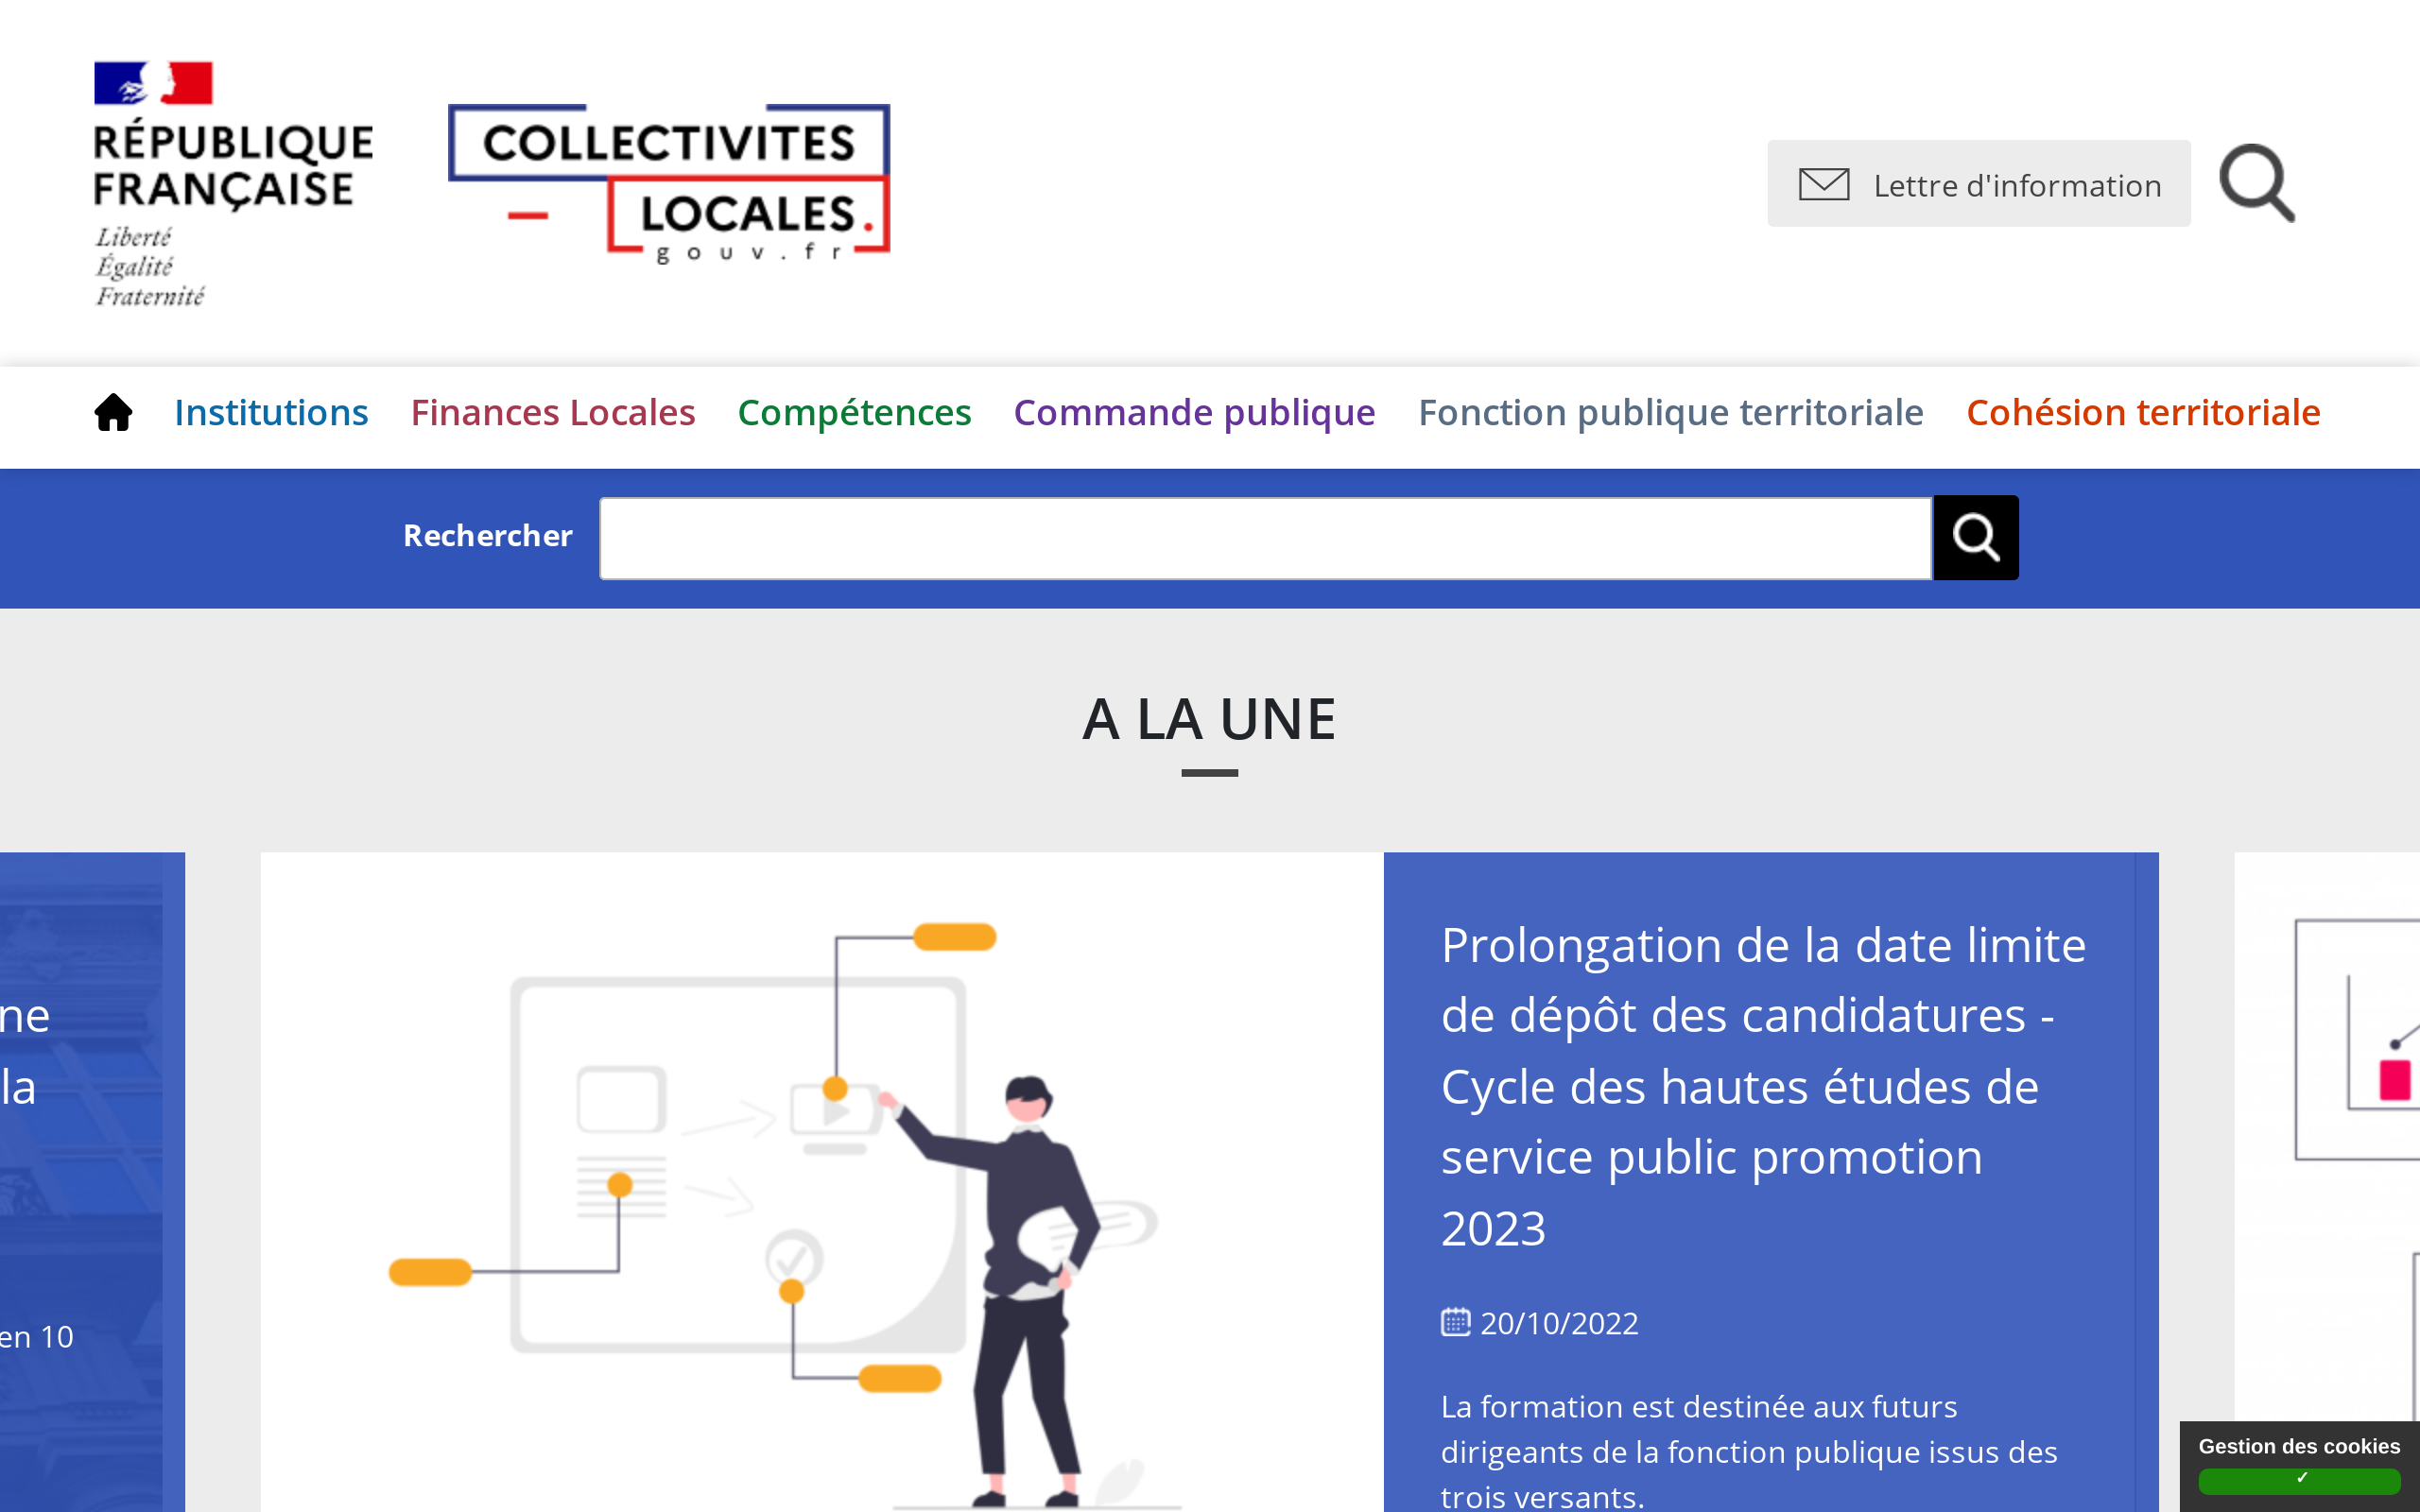 RÉPUBLIQUE
FRANÇAISE
Liberté
Égalité
Fraternité
COLLECTIVITES
LOCALES.
gouv.fr
Lettre d'information
Institutions
Finances Locales
Compétences
Commande publique
Fonction publique territoriale
Cohésion territoriale
Rechercher
A LA UNE
ne
la
en 10
Prolongation de la date limite
de dépôt des candidatures -
Cycle des hautes études de
service public promotion
2023
20/10/2022
La formation est destinée aux futurs
dirigeants de la fonction publique issus des
trois versants.
Gestion des cookies
✓